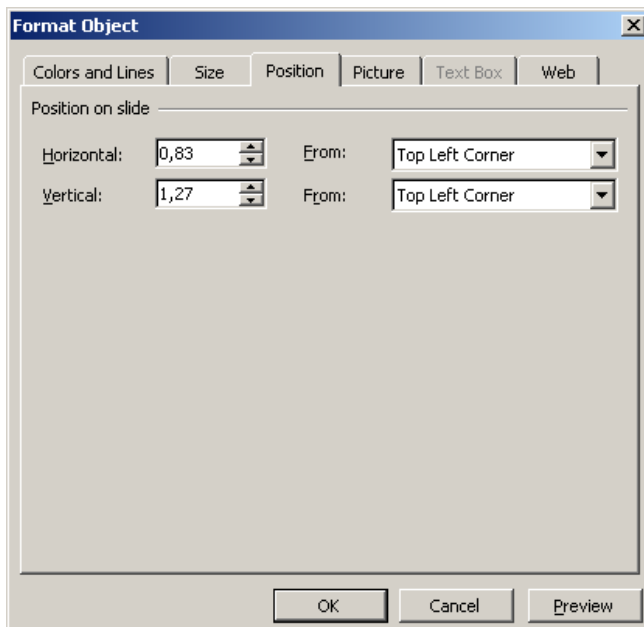 Format Object
Colors and Lines Size Position Picture Text Box Web
Position on slide
Horizontal: 0,83 From: Top Left Corner
Vertical: 1,27 From: Top Left Corner
OK Cancel Preview